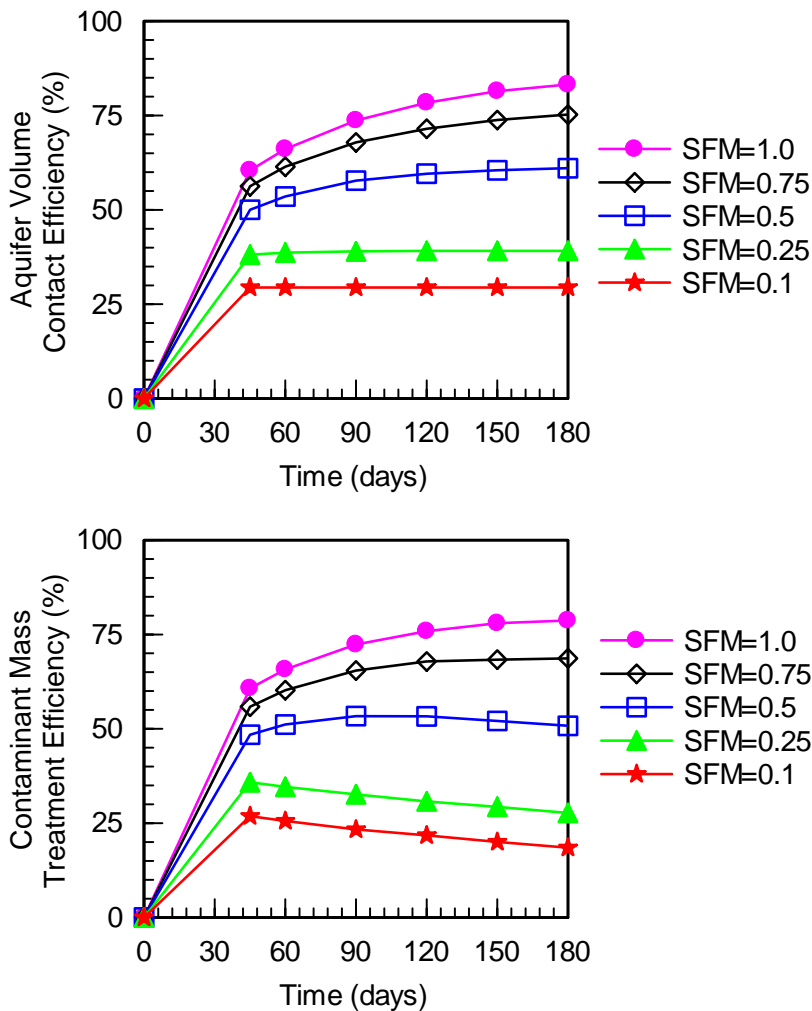 100
75
50
25
0
Aquifer Volume
Contact Efficiency (%)
0 30 60 90 120 150 180
Time (days)
SFM=1.0
SFM=0.75
SFM=0.5
SFM=0.25
SFM=0.1
100
75
50
25
0
Contaminant Mass
Treatment Efficiency (%)
0 30 60 90 120 150 180
Time (days)
SFM=1.0
SFM=0.75
SFM=0.5
SFM=0.25
SFM=0.1